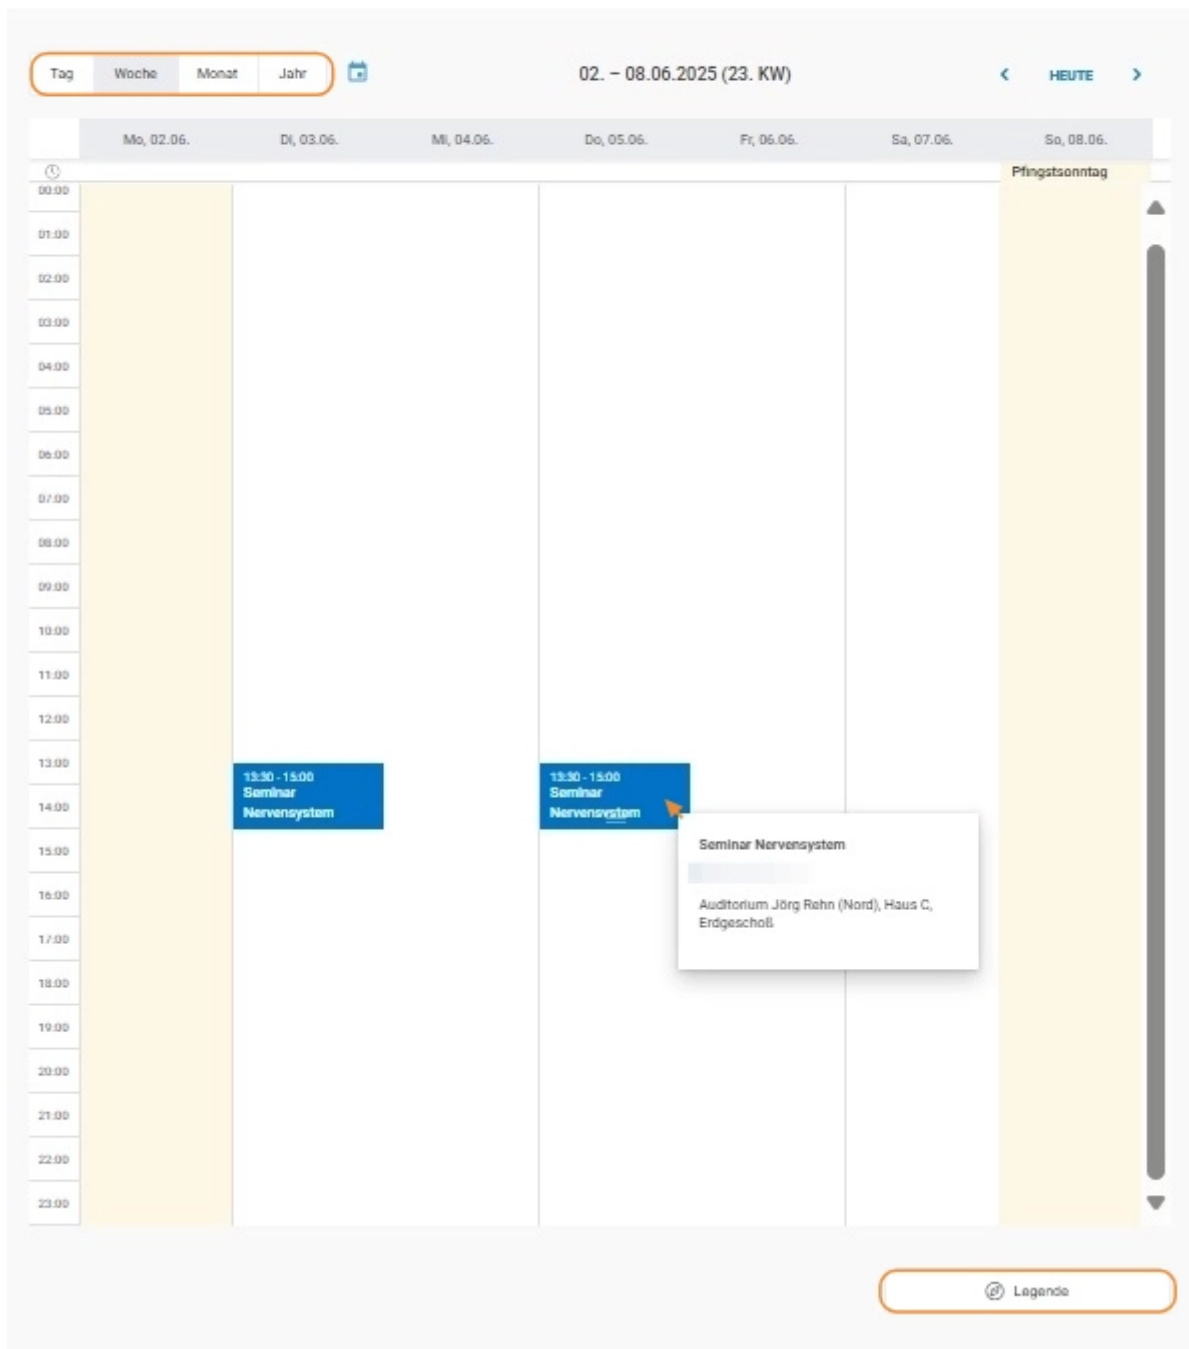 Tag Woche Monat Jahr 02. – 08.06.2025 (23. KW) HEUTE
Mo, 02.06. Di, 03.06. Mi, 04.06. Do, 05.06. Fr, 06.06. Sa, 07.06. So, 08.06.
Pfingstsonntag
00:00
01:00
02:00
03:00
04:00
05:00
06:00
07:00
08:00
09:00
10:00
11:00
12:00
13:00
13:30 - 15:00 13:30 - 15:00
Seminar Seminar
14:00
Nervensystem Nervensystem
Seminar Nervensystem
15:00
16:00
Auditorium Jörg Rehn (Nord), Haus C,
Erdgeschoß
17:00
18:00
19:00
20:00
21:00
22:00
23:00
Legende